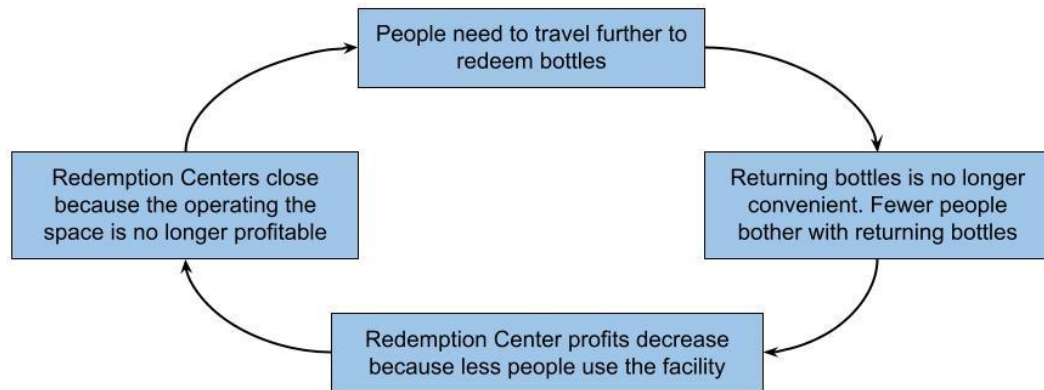 People need to travel further to
redeem bottles
Returning bottles is no longer
convenient. Fewer people
bother with returning bottles
Redemption Center profits decrease
because less people use the facility
Redemption Centers close
because the operating the
space is no longer profitable